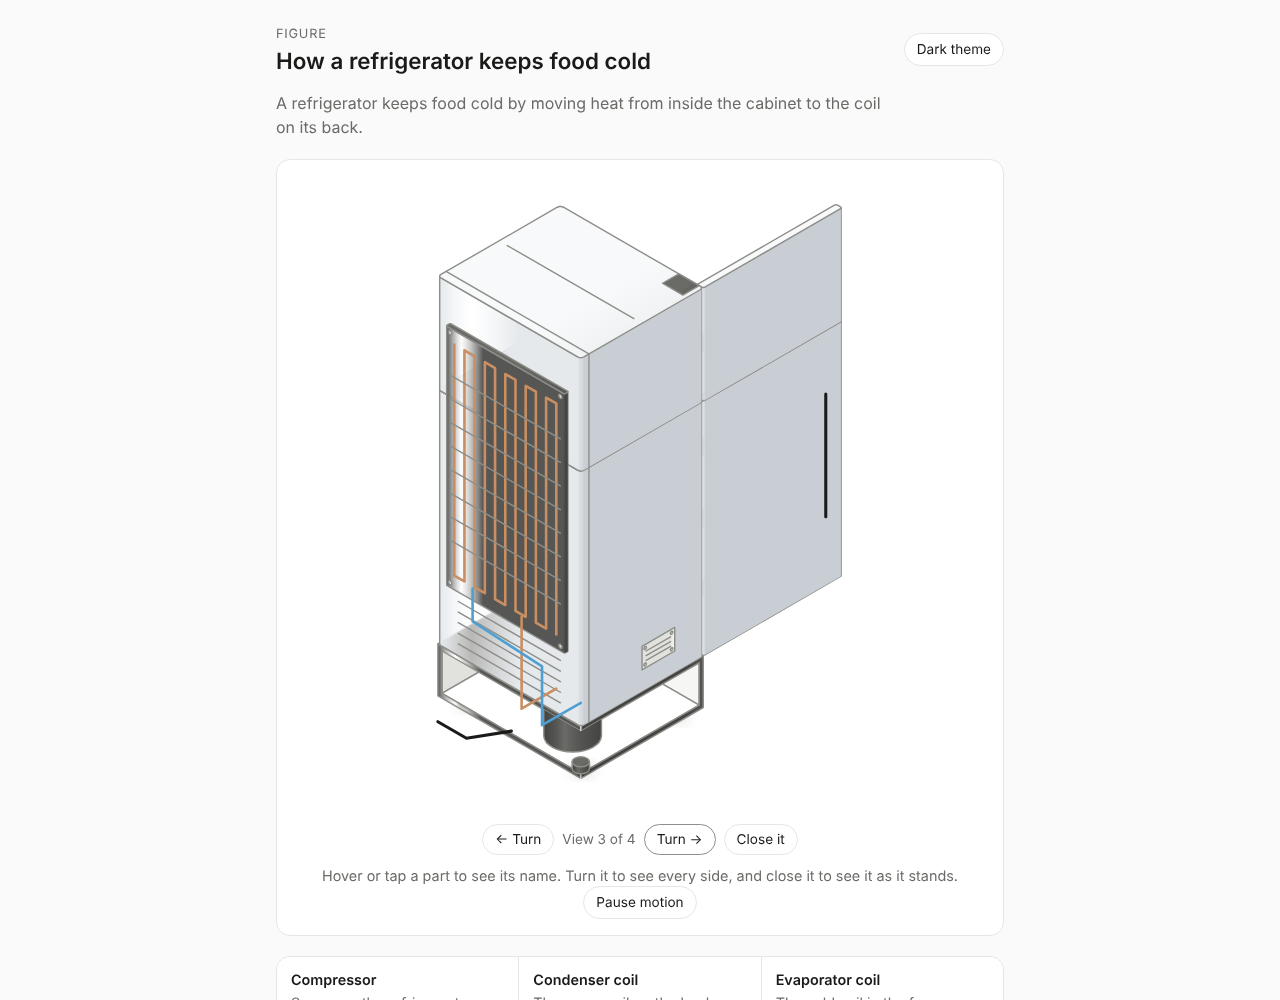 FIGURE
How a refrigerator keeps food cold
Dark theme
A refrigerator keeps food cold by moving heat from inside the cabinet to the coil
on its back.
← Turn
View 3 of 4
Turn →
Close it
Hover or tap a part to see its name. Turn it to see every side, and close it to see it as it stands.
Pause motion
Compressor
Condenser coil
Evaporator coil